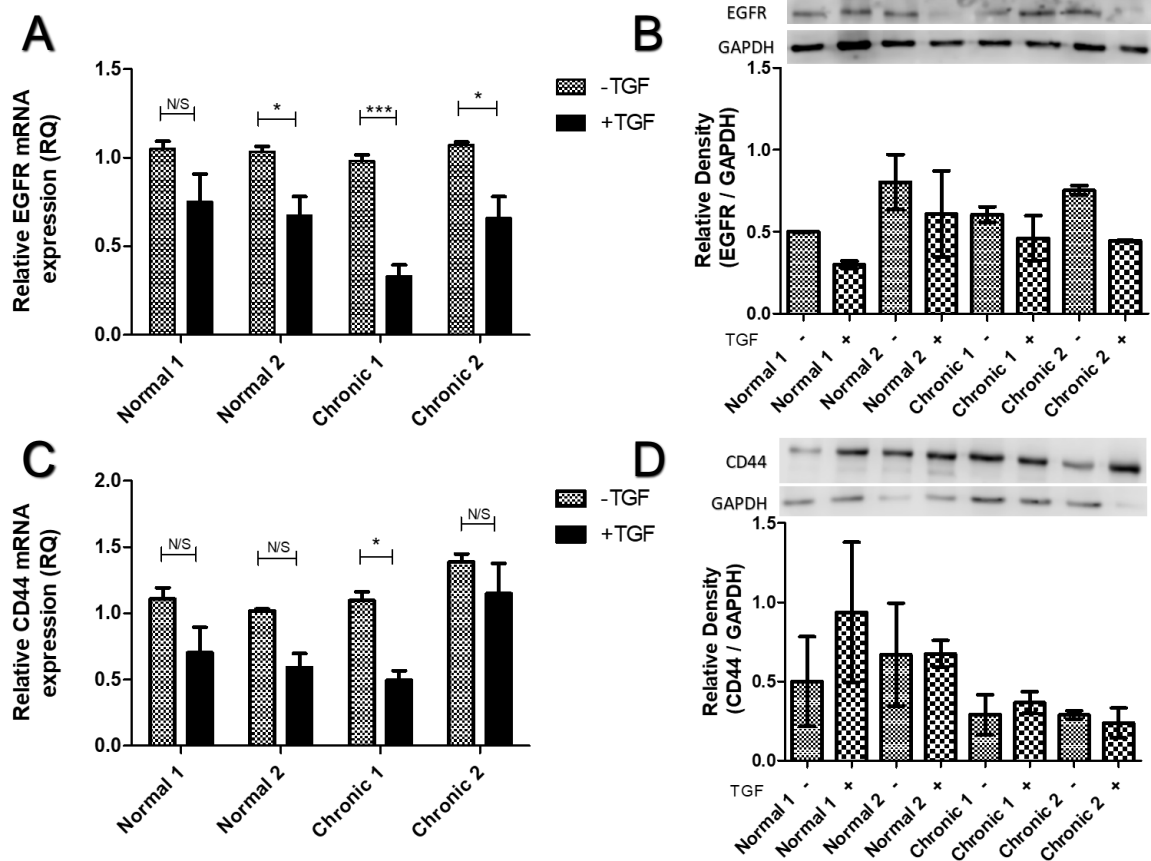 A
Relative EGFR mRNA
expression (RQ)
1.5
1.0
0.5
0.0
N/S
*
***
*
-TGF
+TGF
Normal 1
Normal 2
Chronic 1
Chronic 2
B
EGFR
GAPDH
Relative Density
(EGFR / GAPDH)
1.5
1.0
0.5
0.0
TGF - + - + - + - +
Normal 1
Normal 1
Normal 2
Normal 2
Chronic 1
Chronic 1
Chronic 2
Chronic 2
C
Relative CD44 mRNA
expression (RQ)
2.0
1.5
1.0
0.5
0.0
N/S
N/S
*
N/S
-TGF
+TGF
Normal 1
Normal 2
Chronic 1
Chronic 2
D
CD44
GAPDH
Relative Density
(CD44 / GAPDH)
1.5
1.0
0.5
0.0
TGF - + - + - + - +
Normal 1
Normal 1
Normal 2
Normal 2
Chronic 1
Chronic 1
Chronic 2
Chronic 2